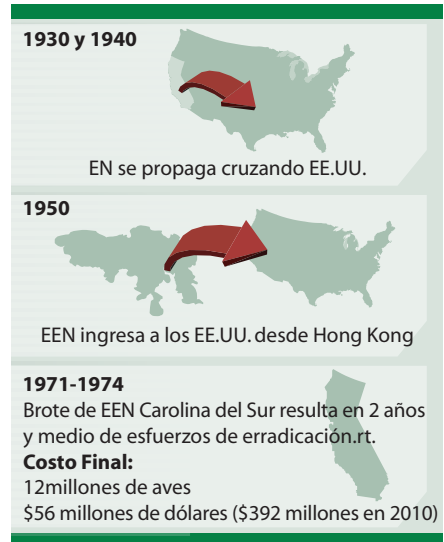 1930 y 1940
EN se propaga cruzando EE.UU.
1950
EEN ingresa a los EE.UU. desde Hong Kong
1971-1974
Brote de EEN Carolina del Sur resulta en 2 años
y medio de esfuerzos de erradicación.rt.
Costo Final:
12millones de aves
$56 millones de dólares ($392 millones en 2010)